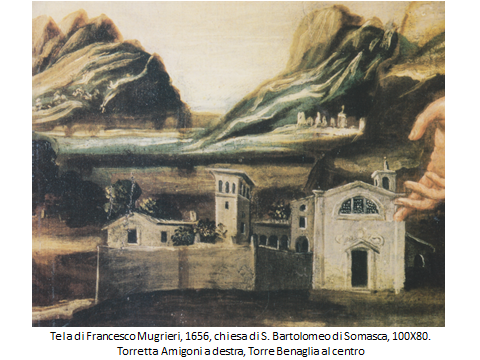 Tela di Francesco Mugrieri, 1656, chiesa di S. Bartolomeo di Somasca, 100X80.
Torretta Amigoni a destra, Torre Benaglia al centro